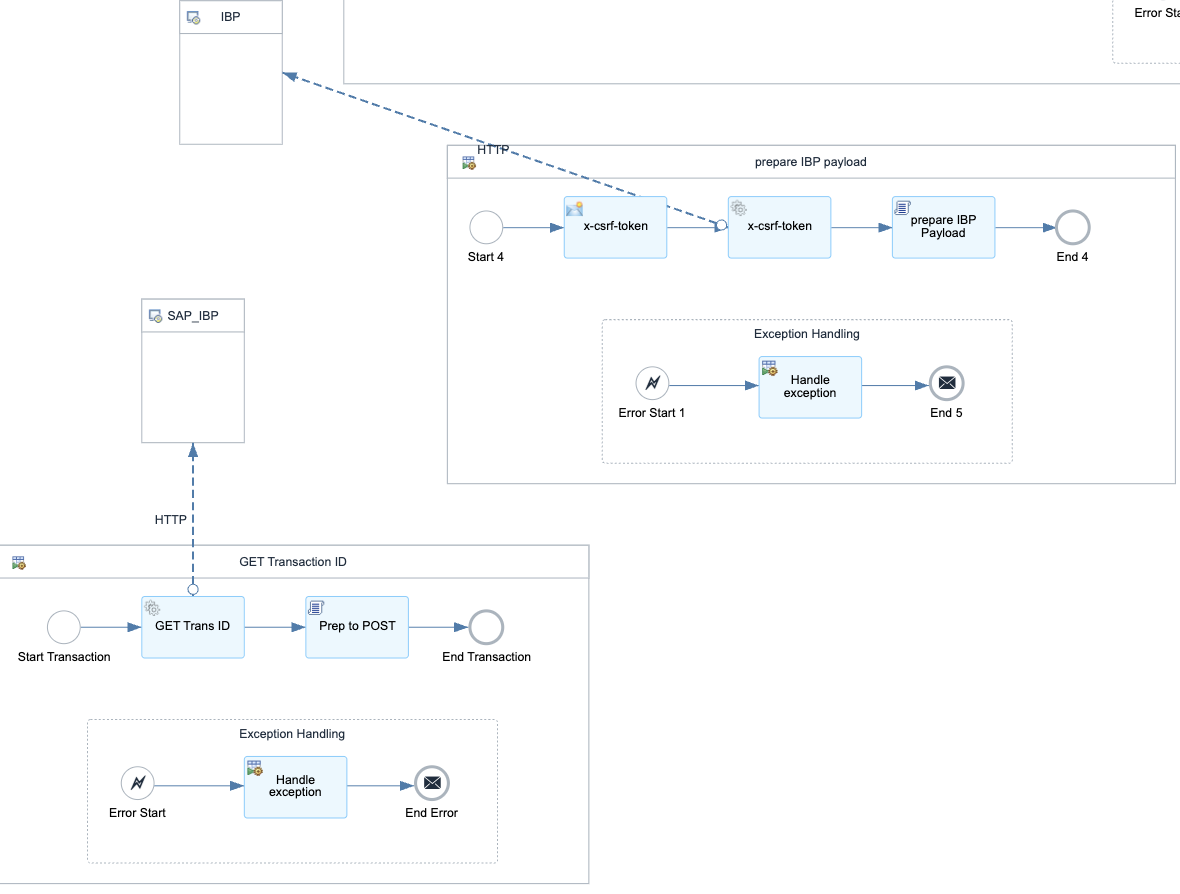 IBP
Error Sta
HTTP
prepare IBP payload
x-csrf-token
x-csrf-token
prepare IBP
Payload
Start 4
End 4
SAP_IBP
Exception Handling
Handle
exception
Error Start 1
End 5
HTTP
GET Transaction ID
GET Trans ID
Prep to POST
Start Transaction
End Transaction
Exception Handling
Handle
exception
Error Start
End Error